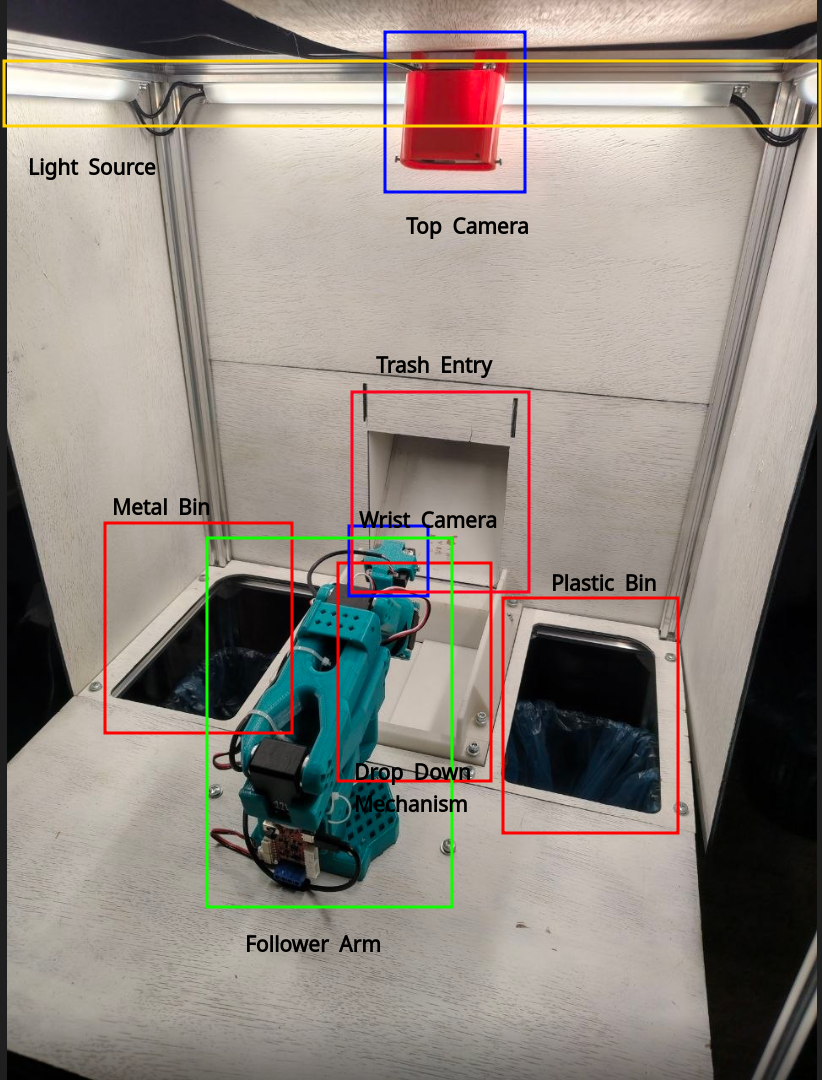 Light Source
Top Camera
Trash Entry
Metal Bin
Wrist Camera
Plastic Bin
Drop Down
Mechanism
Follower Arm